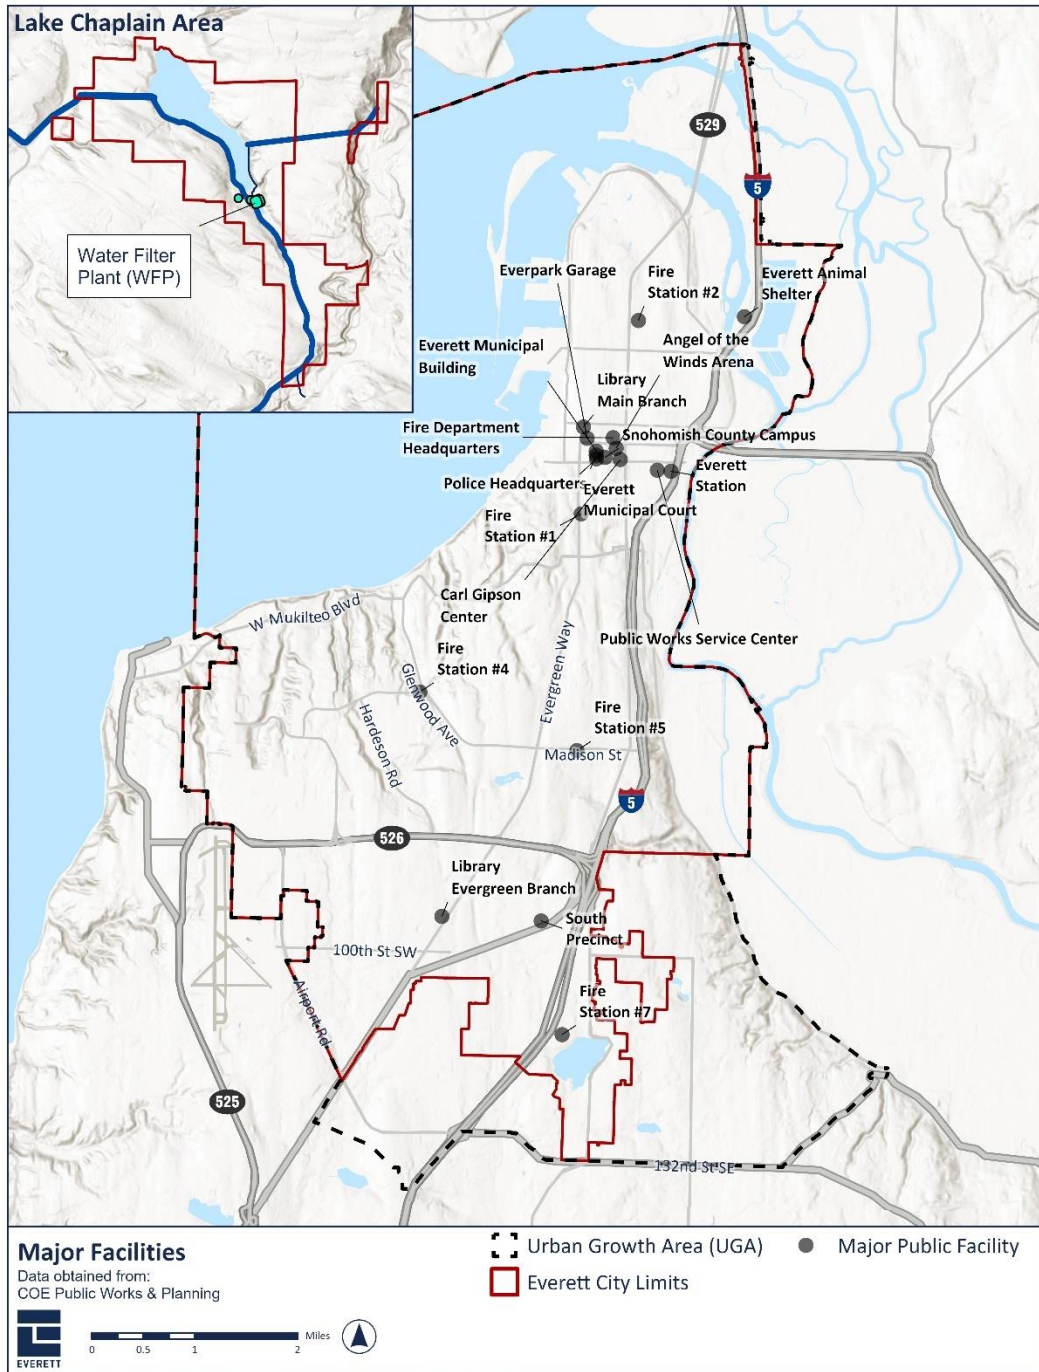 Lake Chaplain Area
Water Filter
Plant (WFP)
529
5
Everpark Garage
Fire
Station #2
Everett Animal
Shelter
Everett Municipal
Building
Angel of the
Winds Arena
Library
Main Branch
Fire Department
Headquarters
Snohomish County Campus
Police Headquarters
Everett
Municipal Court
Everett
Station
Fire
Station #1
Carl Gipson
Center
Public Works Service Center
W Mukilteo Blvd
Fire
Station #4
Glenwood Ave
Evergreen Way
Hardeson Rd
Fire
Station #5
Madison St
5
526
Library
Evergreen Branch
South
Precinct
100th St SW
Airport Rd
Fire
Station #7
525
132nd St SE
Major Facilities
Data obtained from:
COE Public Works & Planning
EVERETT
0 0.5 1 2 Miles
Urban Growth Area (UGA)
Major Public Facility
Everett City Limits